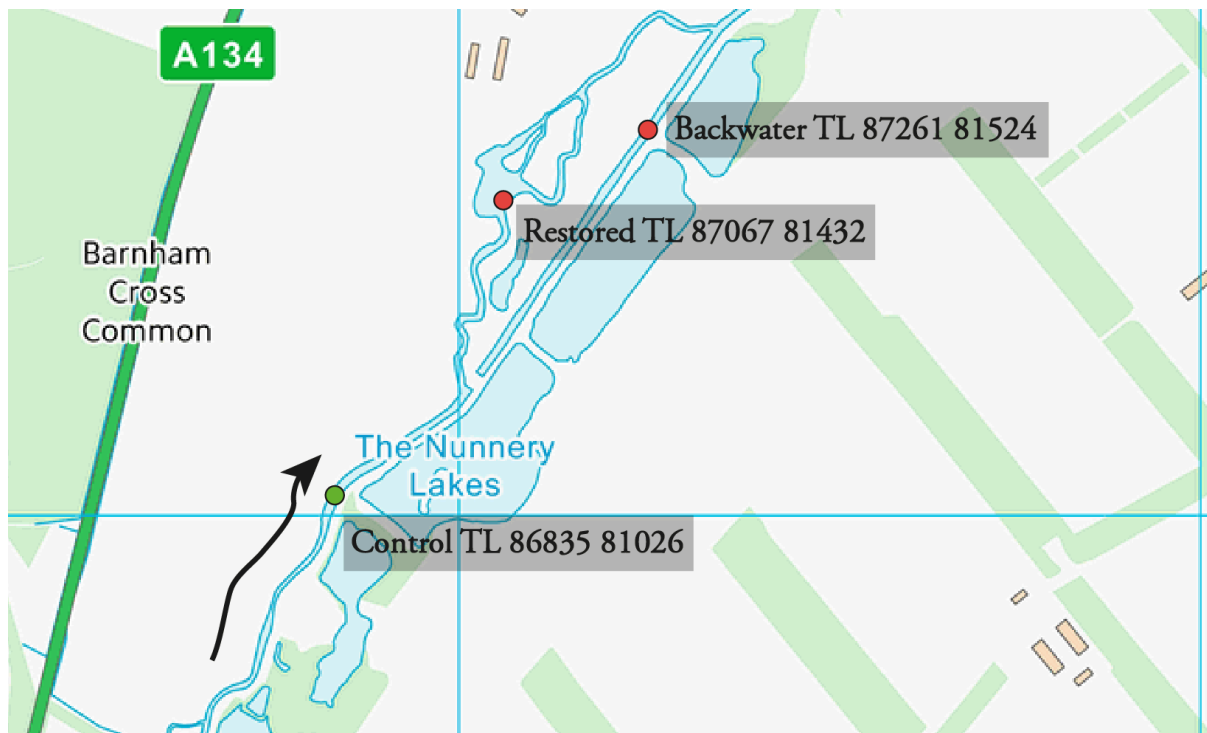 A134
Backwater TL 87261 81524
Restored TL 87067 81432
Barnham
Cross
Common
The Nunnery
Lakes
Control TL 86835 81026